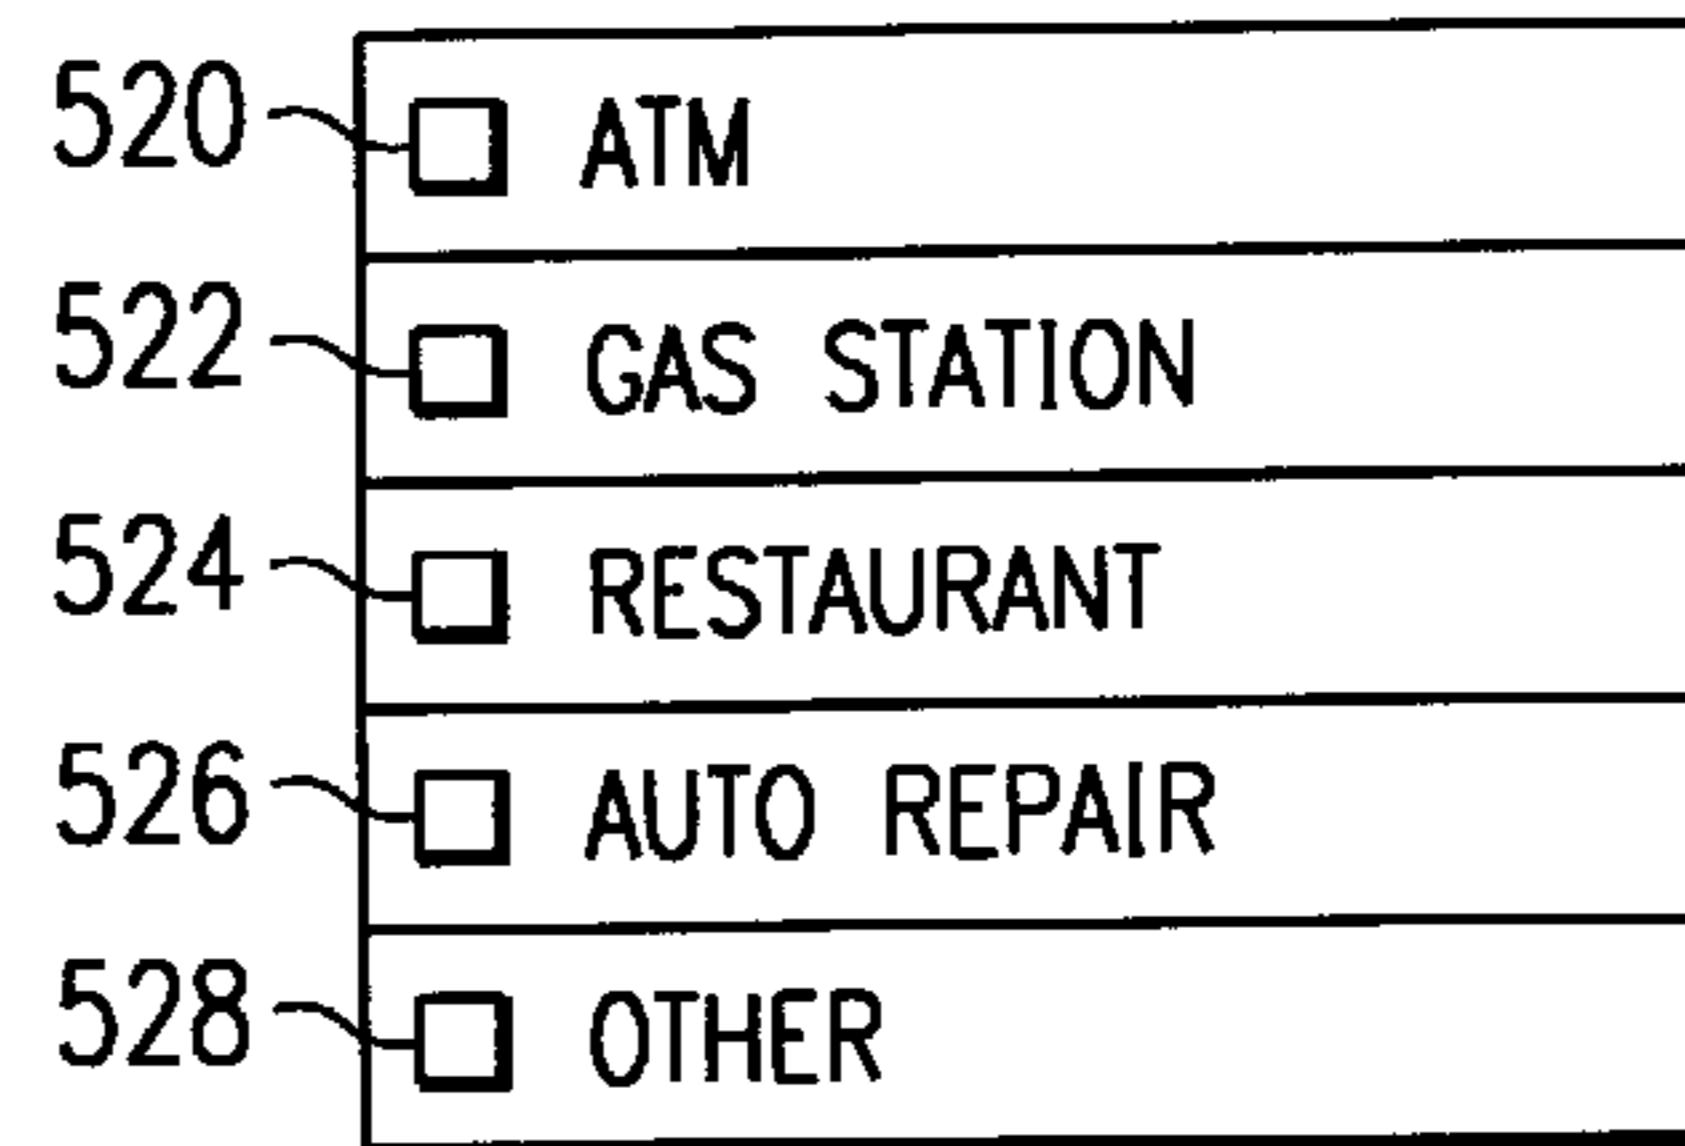 520 ATM
522 GAS STATION
524 RESTAURANT
526 AUTO REPAIR
528 OTHER